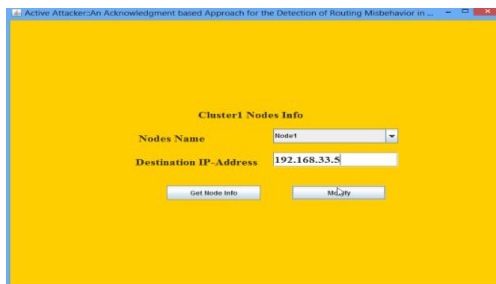 Active Attacker::An Acknowledgment based Approach for the Detection of Routing Misbehavior in ...
Cluster1 Nodes Info
Nodes Name
Node1
Destination IP-Address
192.168.33.5
Get Node Info
Modify